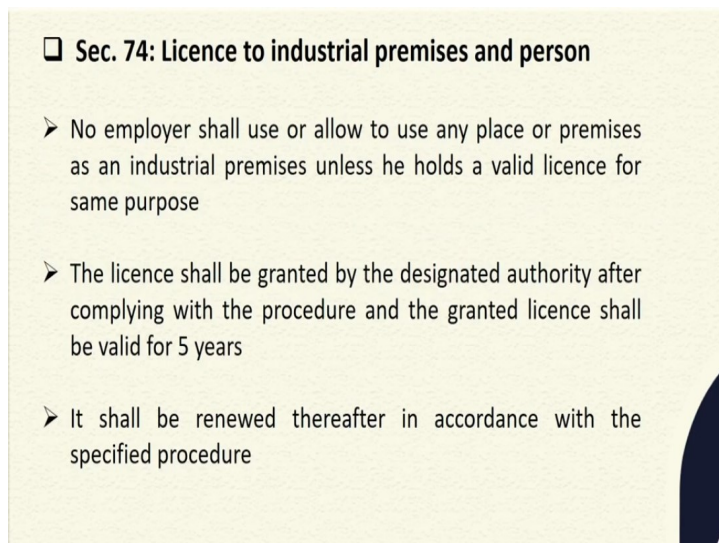 Sec. 74: Licence to industrial premises and person
No employer shall use or allow to use any place or premises
as an industrial premises unless he holds a valid licence for
same purpose
The licence shall be granted by the designated authority after
complying with the procedure and the granted licence shall
be valid for 5 years
It shall be renewed thereafter in accordance with the
specified procedure